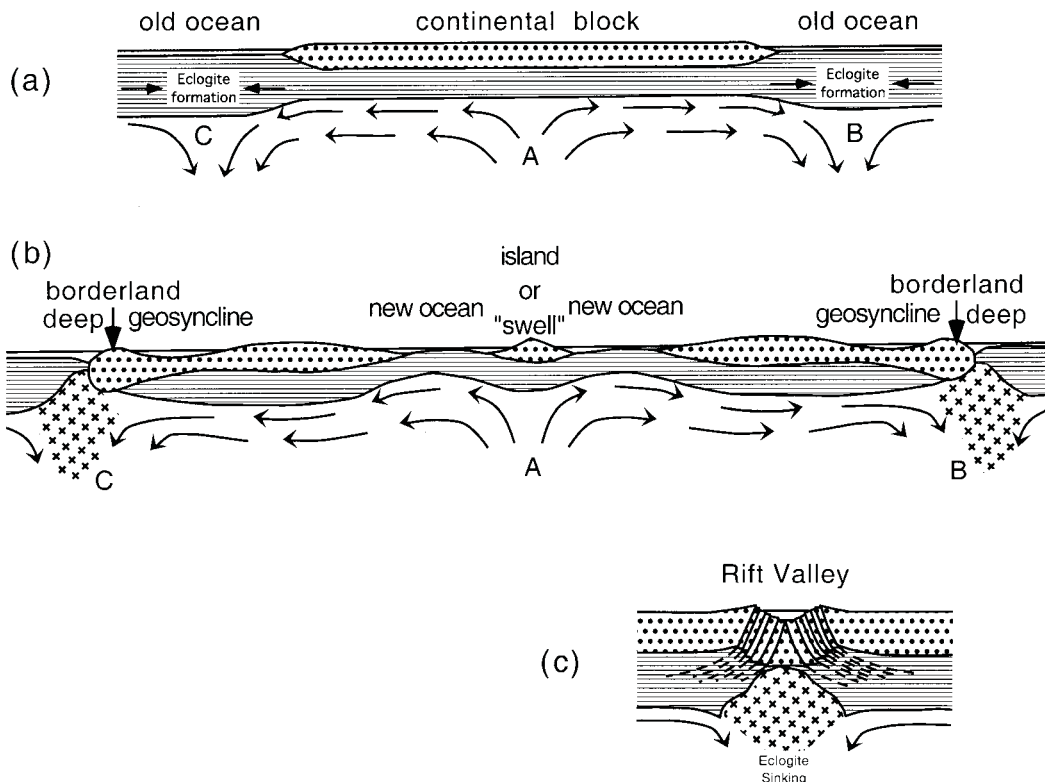 old ocean continental block old ocean
(a)
Eclogite formation Eclogite formation
C A B
(b)
island
or
"swell"
borderland new ocean new ocean borderland
deep geosyncline geosyncline deep
C A B
Rift Valley
(c)
Eclogite
Sinking